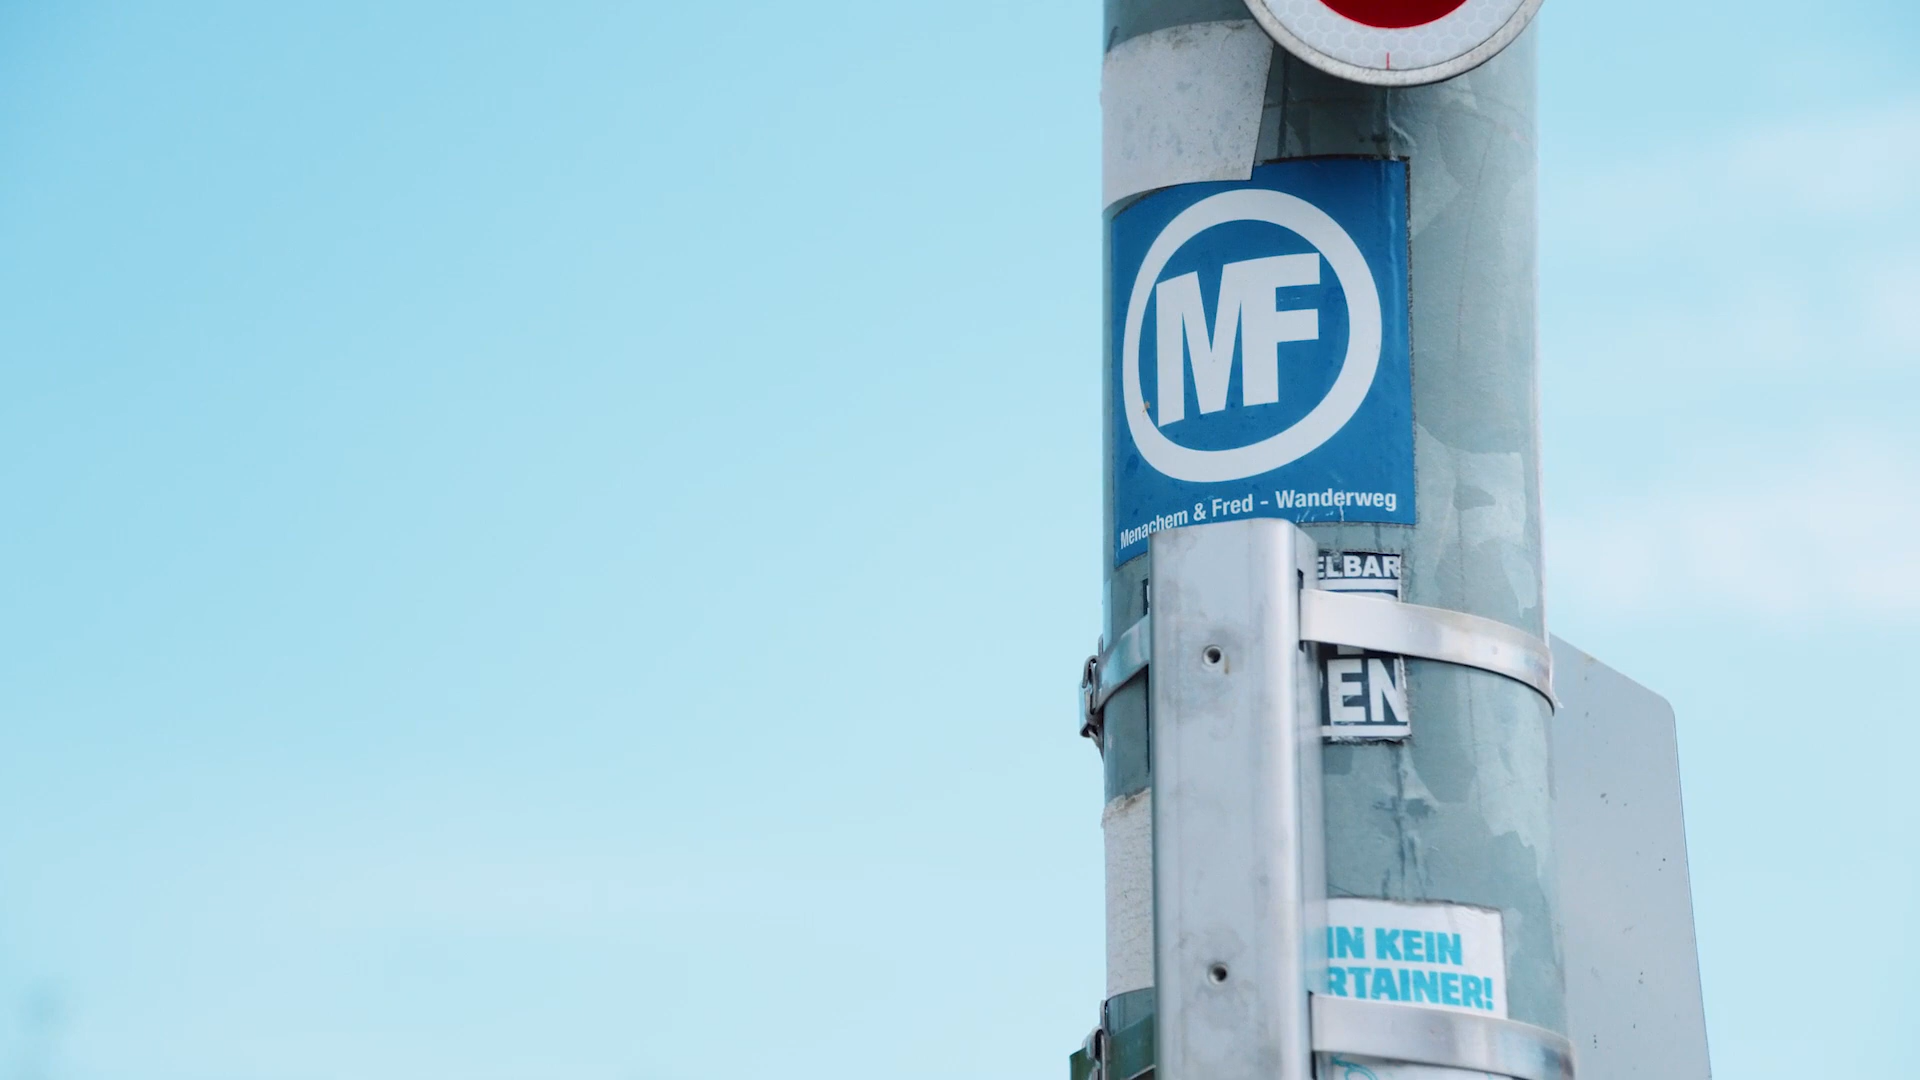 MF
Menachem & Fred - Wanderweg
ELBAR
EN
IN KEIN
RTAINER!